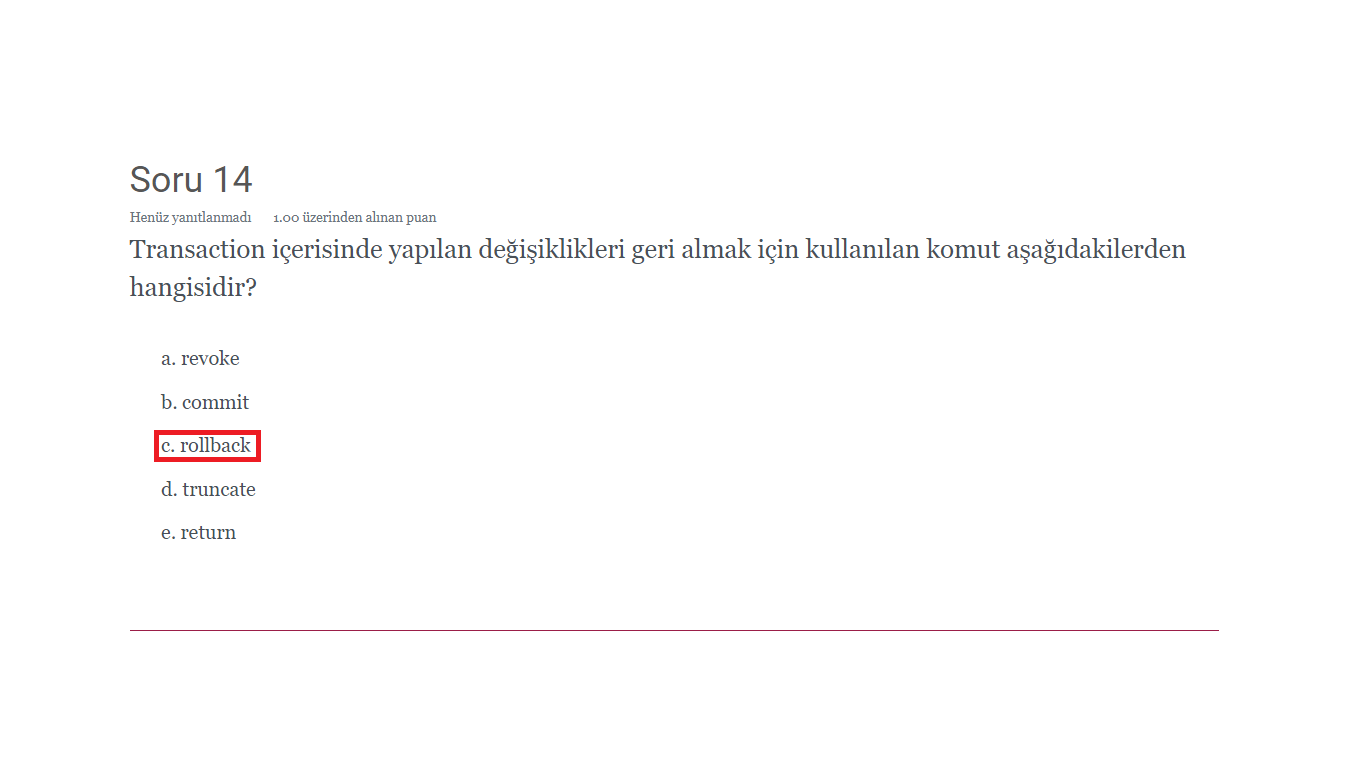 Soru 14
Henüz yanıtlanmadı 1.00 üzerinden alınan puan
Transaction içerisinde yapılan değişiklikleri geri almak için kullanılan komut aşağıdakilerden
hangisidir?
a. revoke
b. commit
c. rollback
d. truncate
e. return